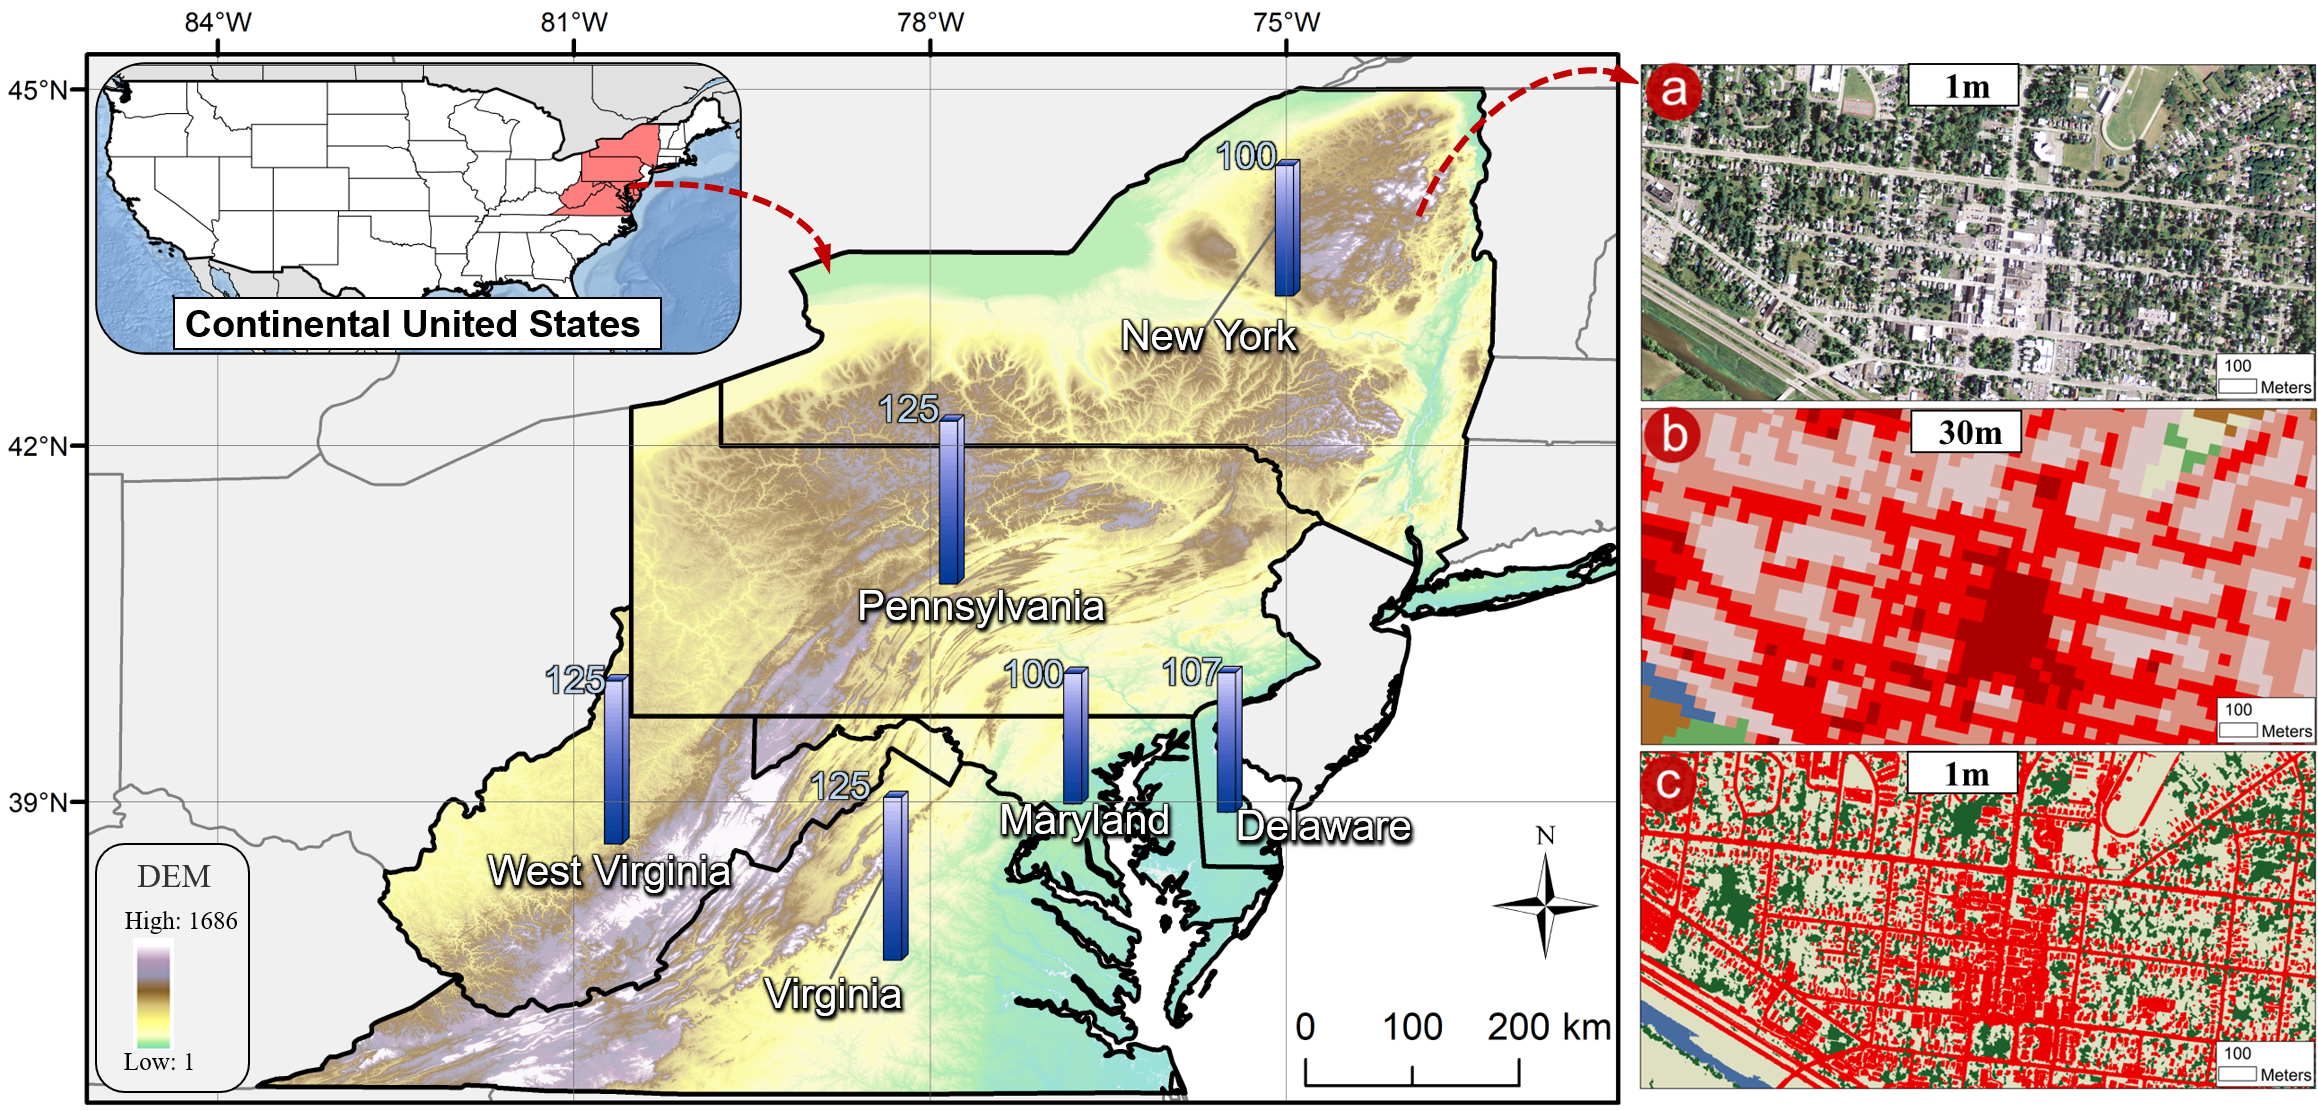 84°W 81°W 78°W 75°W
45°N
42°N
39°N
Continental United States
100
New York
125
Pennsylvania
125
West Virginia
100
Maryland
107
Delaware
125
Virginia
DEM
High: 1686
Low: 1
N
0 100 200 km
a
1m
100
Meters
b
30m
100
Meters
c
1m
100
Meters